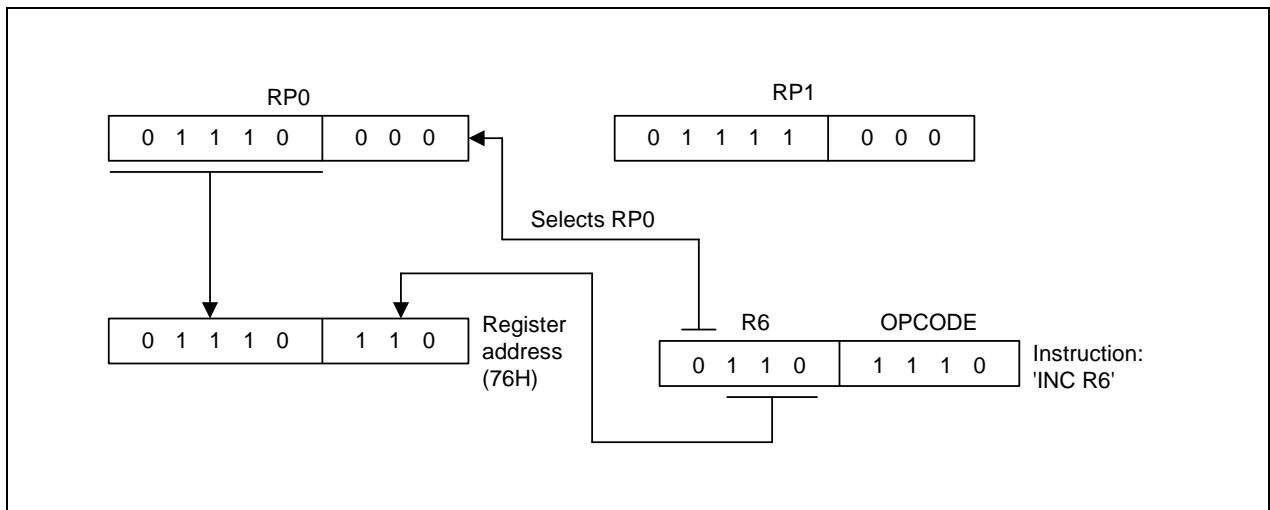 RP0
RP1
0 1 1 1 0 0 0 0
0 1 1 1 1 0 0 0
Selects RP0
0 1 1 1 0 1 1 0
Register
address
(76H)
R6 OPCODE
0 1 1 0 1 1 1 0
Instruction:
'INC R6'